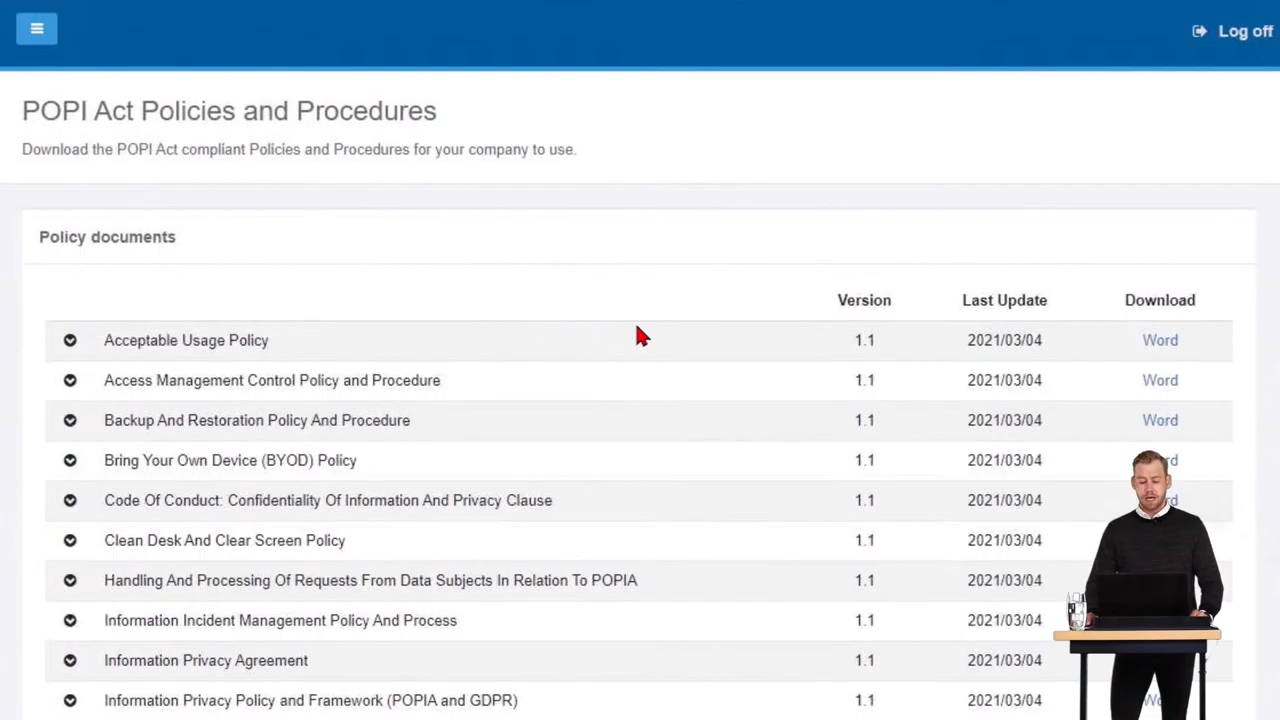 Log off
POPI Act Policies and Procedures
Download the POPI Act compliant Policies and Procedures for your company to use.
Policy documents
Version Last Update Download
Acceptable Usage Policy 1.1 2021/03/04 Word
Access Management Control Policy and Procedure 1.1 2021/03/04 Word
Backup And Restoration Policy And Procedure 1.1 2021/03/04 Word
Bring Your Own Device (BYOD) Policy 1.1 2021/03/04
Code Of Conduct: Confidentiality Of Information And Privacy Clause 1.1 2021/03/04
Clean Desk And Clear Screen Policy 1.1 2021/03/04
Handling And Processing Of Requests From Data Subjects In Relation To POPIA 1.1 2021/03/04
Information Incident Management Policy And Process 1.1 2021/03/04
Information Privacy Agreement 1.1 2021/03/04
Information Privacy Policy and Framework (POPIA and GDPR) 1.1 2021/03/04